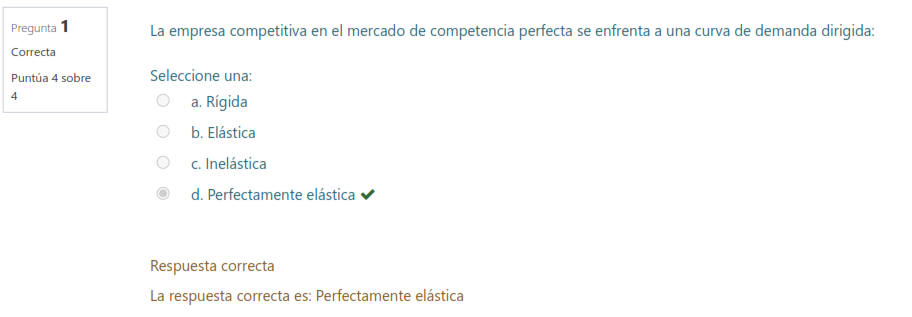 Pregunta 1
Correcta
Puntúa 4 sobre
4
La empresa competitiva en el mercado de competencia perfecta se enfrenta a una curva de demanda dirigida:
Seleccione una:
a. Rígida
b. Elástica
c. Inelástica
d. Perfectamente elástica
Respuesta correcta
La respuesta correcta es: Perfectamente elástica